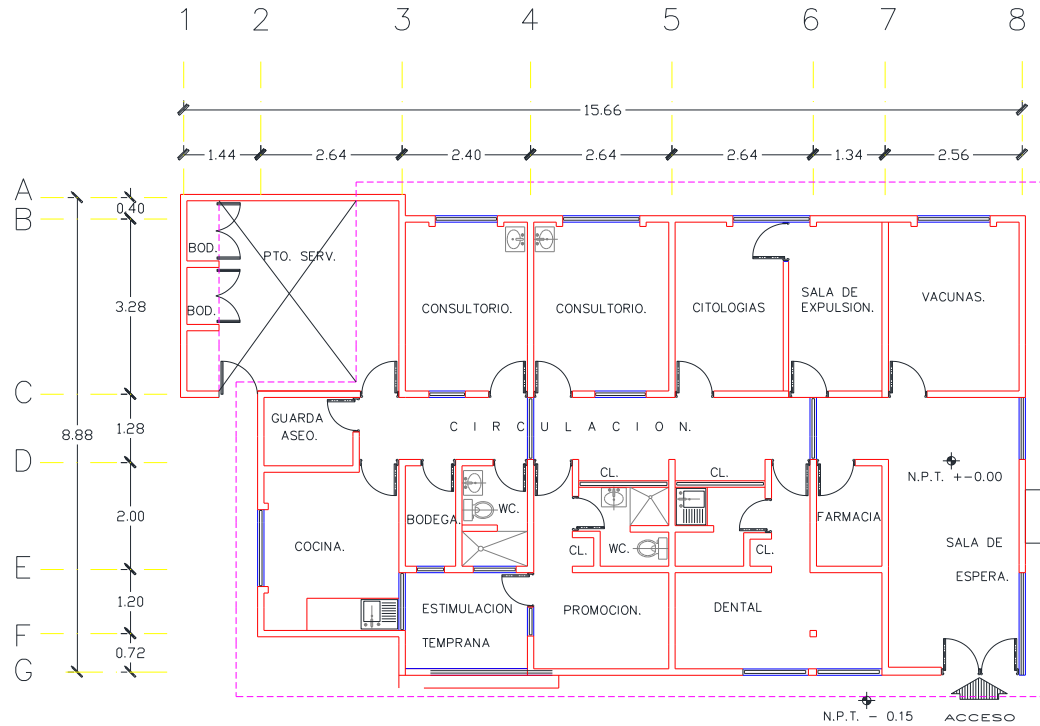 1 2 3 4 5 6 7 8
15.66
1.44 2.64 2.40 2.64 2.64 1.34 2.56
A
0.40
B
BOD.
PTO. SERV.
3.28
CONSULTORIO.
CONSULTORIO.
CITOLOGIAS
SALA DE
EXPULSION.
VACUNAS.
BOD.
C
GUARDA
ASEO.
CIRCULACION.
1.28
8.88
D
CL.
CL.
N.P.T. +-0.00
WC.
BODEGA.
2.00
FARMACIA
COCINA.
WC.
CL.
CL.
SALA DE
ESPERA.
E
1.20
ESTIMULACION
TEMPRANA
PROMOCION.
DENTAL
F
0.72
G
N.P.T. - 0.15
ACCESO